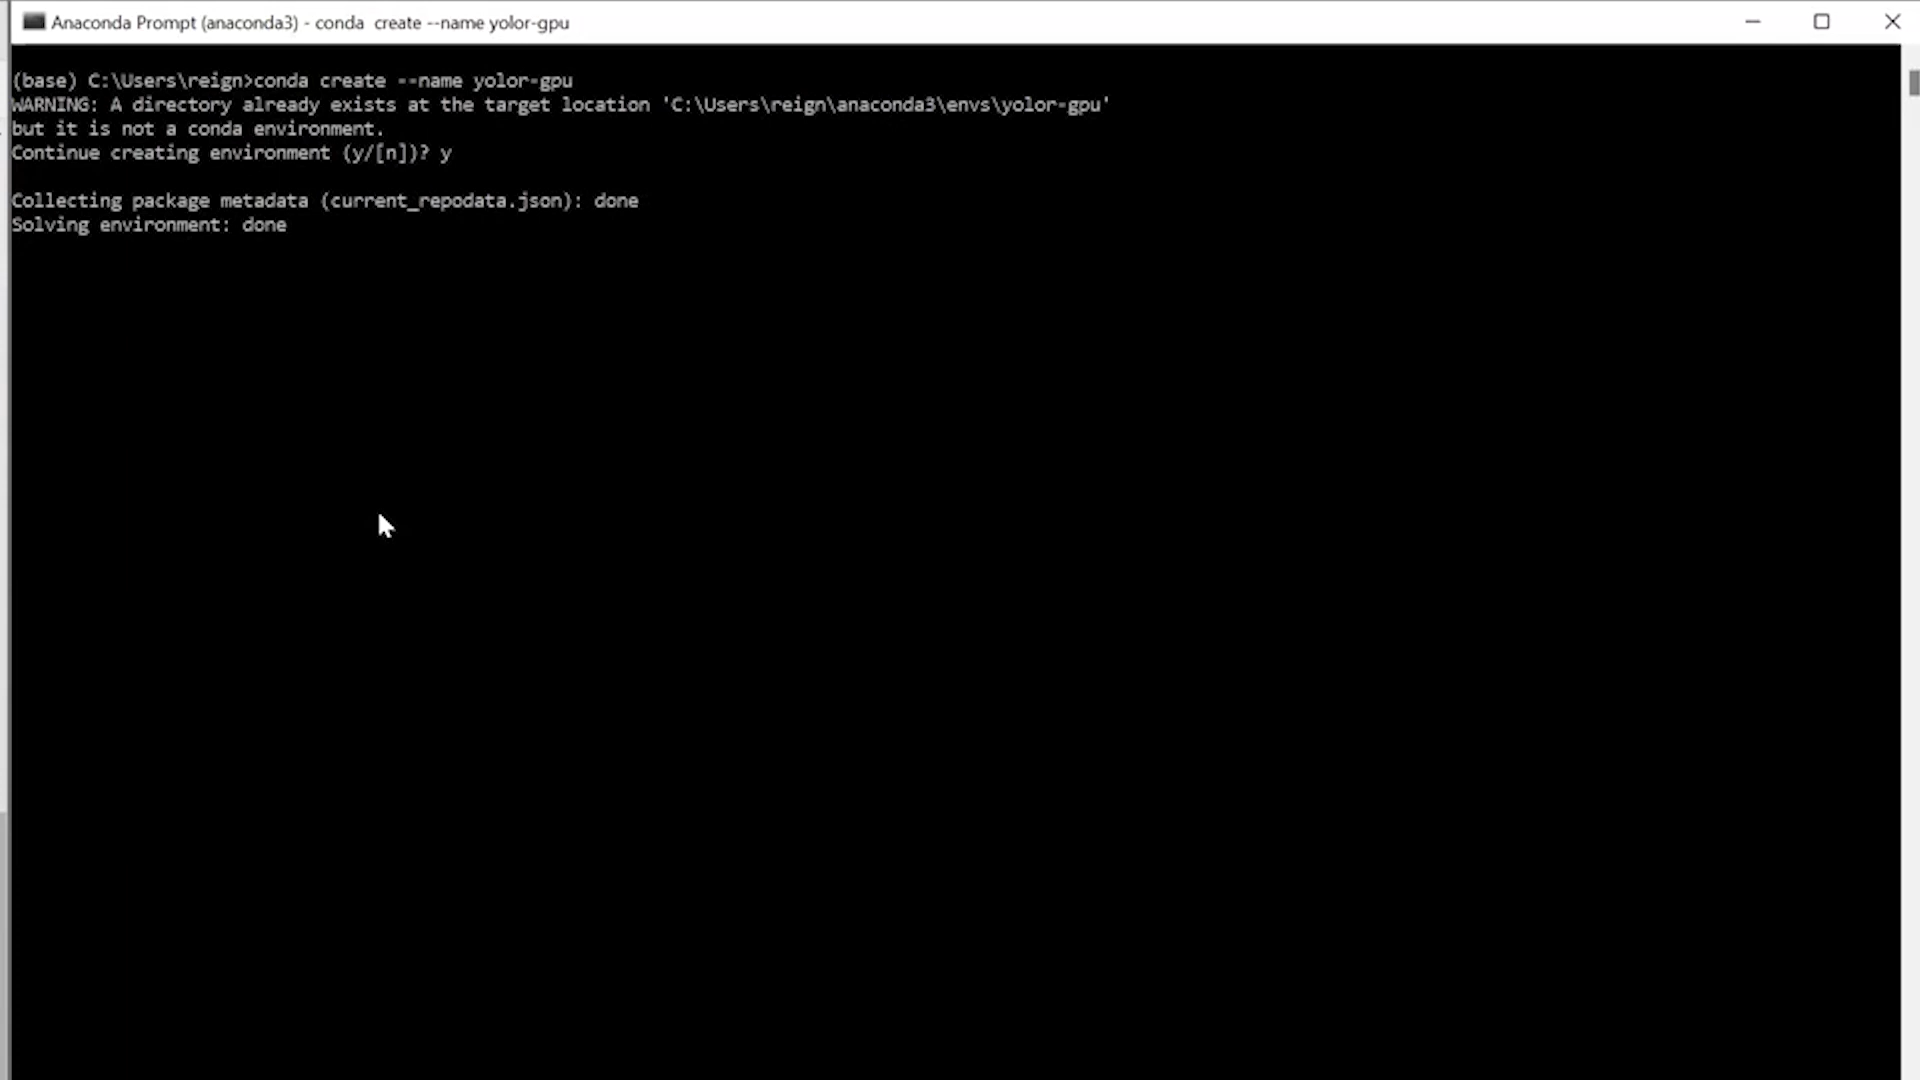 Anaconda Prompt (anaconda3) - conda  create --name yolor-gpu
(base) C:\Users\reign>conda create --name yolor-gpu
WARNING: A directory already exists at the target location 'C:\Users\reign\anaconda3\envs\yolor-gpu'
but it is not a conda environment.
Continue creating environment (y/[n])? y
Collecting package metadata (current_repodata.json): done
Solving environment: done